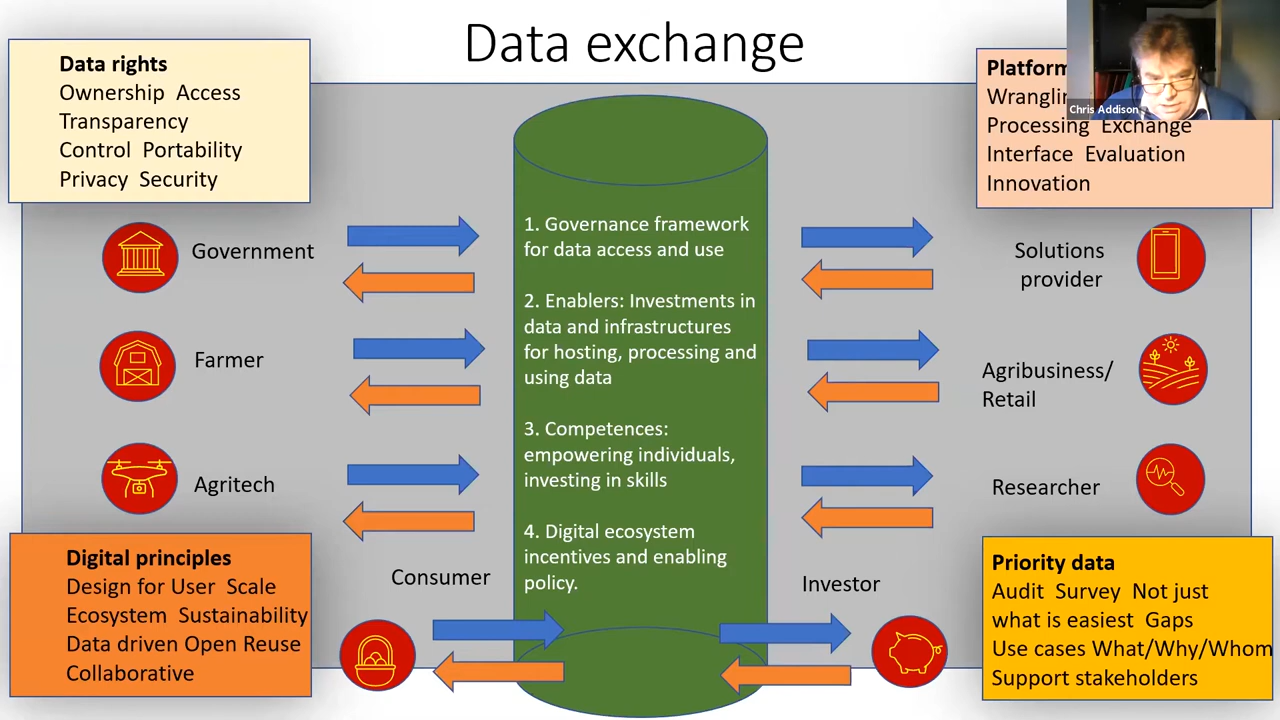 Data exchange
Data rights
Ownership Access
Transparency
Control Portability
Privacy Security
Platform
Chris Addison
Processing Exchange
Interface Evaluation
Innovation
Government
Farmer
Agritech
1. Governance framework
for data access and use
2. Enablers: Investments in
data and infrastructures
for hosting, processing and
using data
3. Competences:
empowering individuals,
investing in skills
4. Digital ecosystem
incentives and enabling
policy.
Solutions
provider
Agribusiness/
Retail
Researcher
Consumer
Investor
Digital principles
Design for User Scale
Ecosystem Sustainability
Data driven Open Reuse
Collaborative
Priority data
Audit Survey Not just
what is easiest Gaps
Use cases What/Why/Whom
Support stakeholders